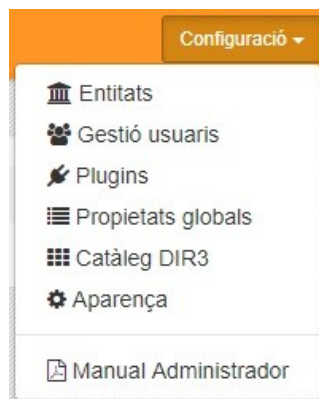 Configuració
Entitats
Gestió usuaris
Plugins
Propietats globals
Catàleg DIR3
Aparença
Manual Administrador